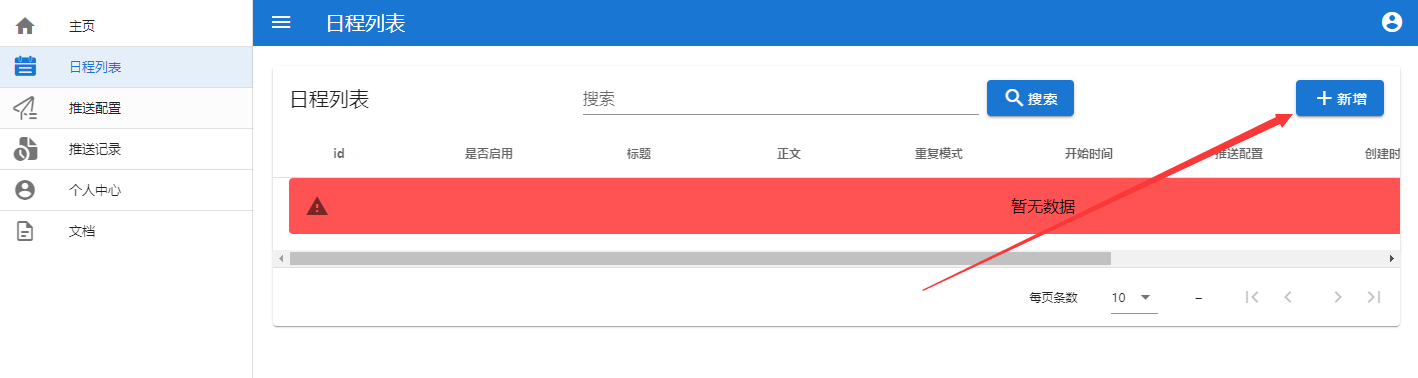 主页
日程列表
推送配置
推送记录
个人中心
文档
日程列表
日程列表 搜索 搜索 新增
id 是否启用 标题 正文 重复模式 开始时间 推送配置 创建时
暂无数据
每页条数 10 –